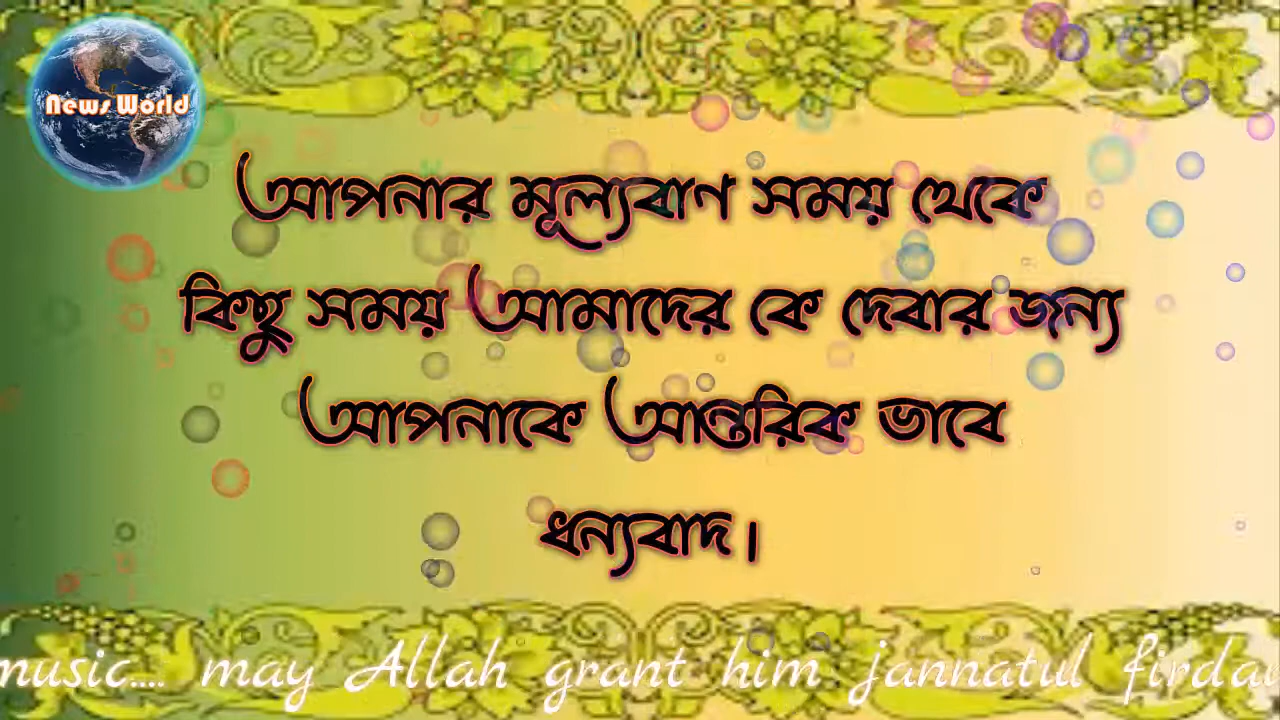 News World
আপনার মূল্যবাণ সময় থেকে
কিছু সময় আমাদের কে দেবার জন্য
আপনাকে আন্তরিক ভাবে
ধন্যবাদ।
music.... may Allah grant him jannatul firdau